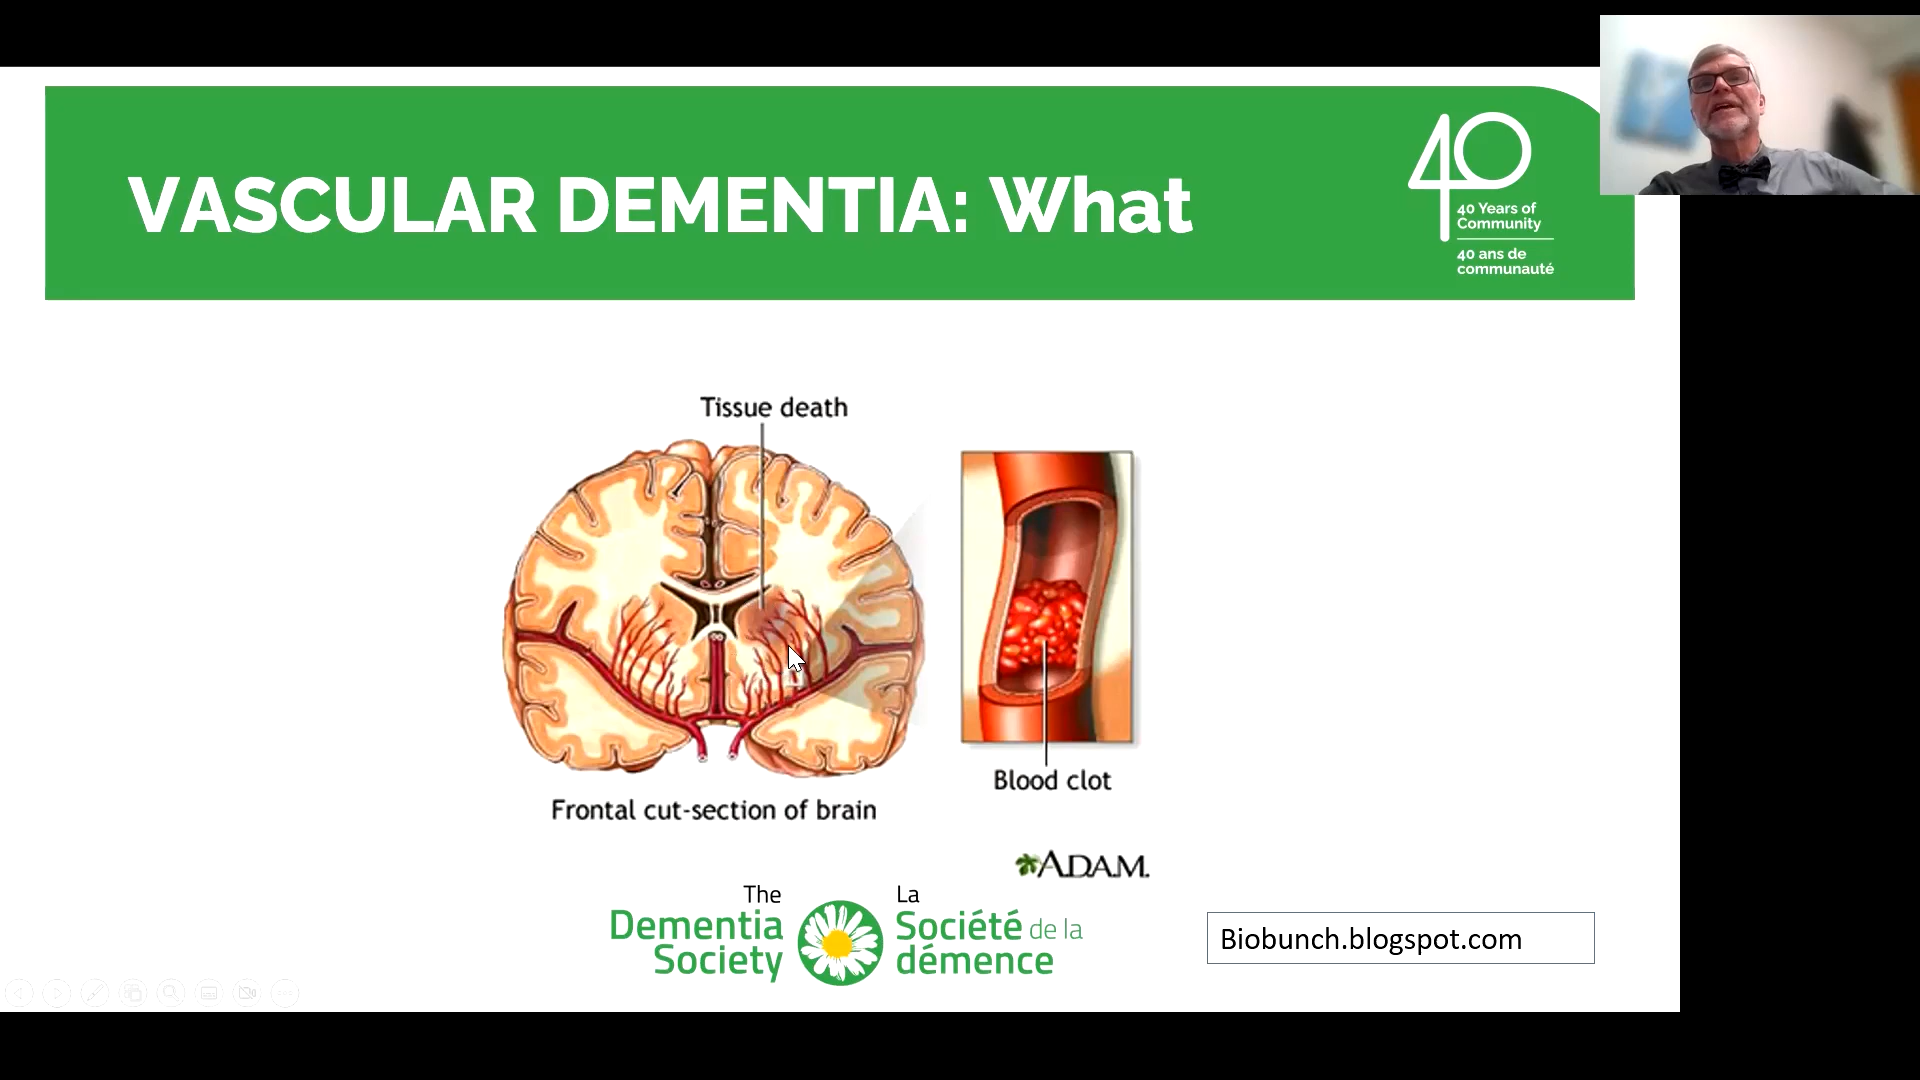 VASCULAR DEMENTIA: What
40
40 Years of
Community
40 ans de
communauté
Tissue death
Blood clot
Frontal cut-section of brain
A.D.A.M.
The
Dementia
Society
La
Société de la
démence
Biobunch.blogspot.com